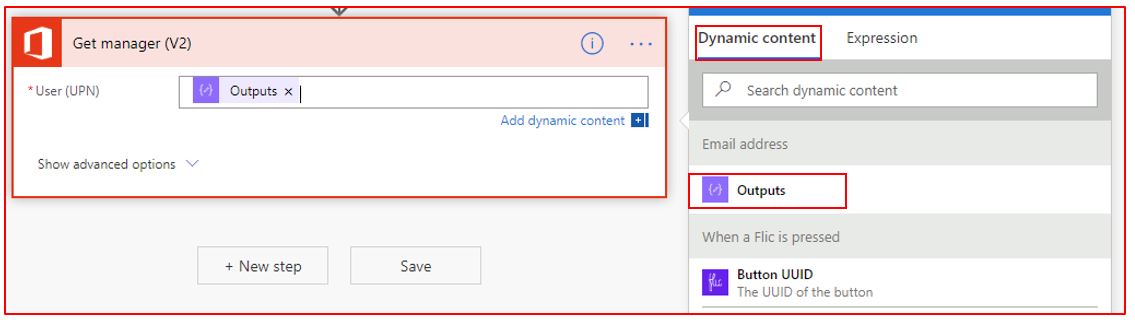 Get manager (V2)
* User (UPN)
Outputs ×
Add dynamic content
Show advanced options
+ New step
Save
Dynamic content
Expression
Search dynamic content
Email address
Outputs
When a Flic is pressed
flic
Button UUID
The UUID of the button